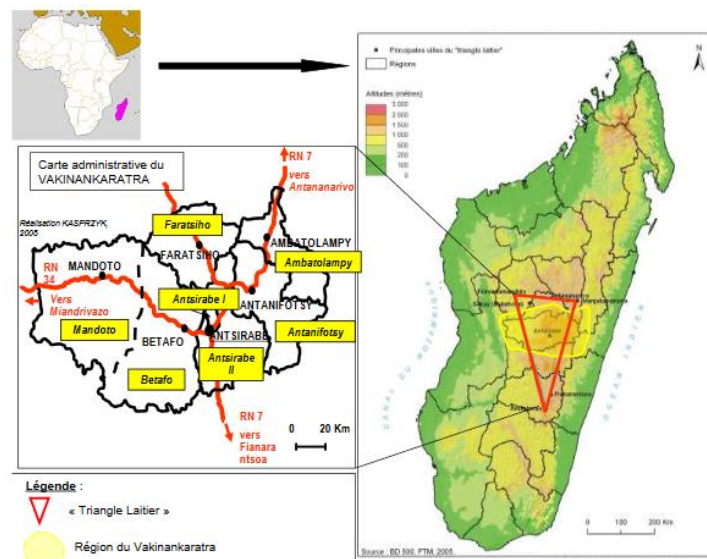 Carte administrative du
VAKINANKARATRA
Réalisation KASPRZYK,
2005
RN 7
vers
Antananarivo
Faratsiho
FARATSIHO
AMBATOLAMPY
Ambatolampy
RN
34
MANDOTO
Vers
Miandrivazo
Antsirabe I
ANTANIFOTSY
Mandoto
BETAFO
ANTSIRABE
Antanifotsy
Antsirabe
II
Betafo
RN 7
vers
Fianara
ntsoa
0 20 Km
Légende :
« Triangle Laitier »
Région du Vakinankaratra
Principales villes du "triangle laitier"
Régions
N
Altitudes (mètres)
3 000
2 000
1 500
1 000
500
200
0
CANAL DU MOZAMBIQUE
OCEAN INDIEN
0 100 200 Km
Source : BD 500, FTM, 2005